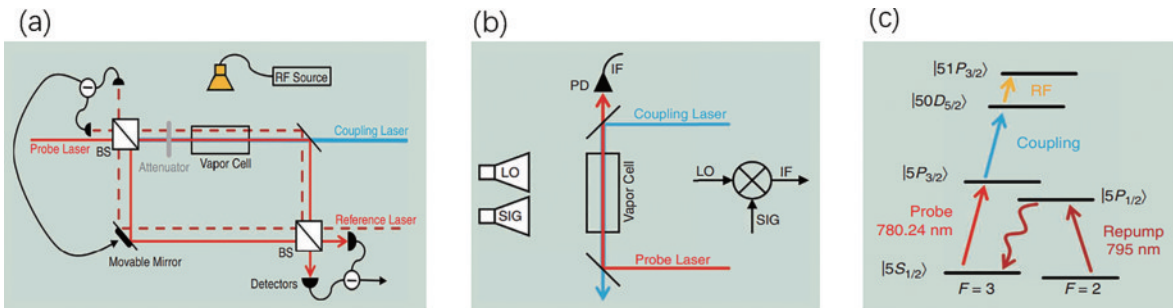 (a)
RF Source
Probe Laser
BS
Attenuator
Vapor Cell
Coupling Laser
Reference Laser
BS
Movable Mirror
Detectors
(b)
PD
IF
Coupling Laser
LO
SIG
Vapor Cell
LO
IF
SIG
Probe Laser
(c)
|51P3/2⟩
RF
|50D5/2⟩
Coupling
|5P3/2⟩
|5P1/2⟩
Probe
780.24 nm
Repump
795 nm
|5S1/2⟩
F = 3
F = 2